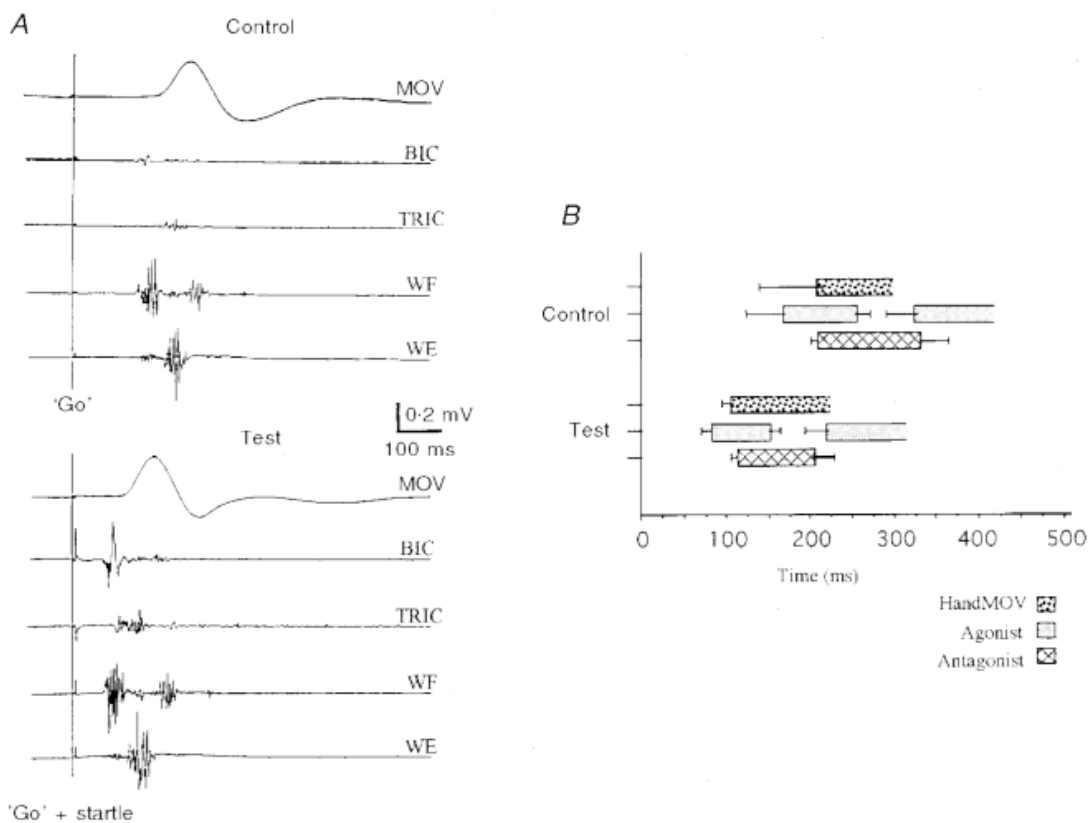 A
Control
MOV
BIC
TRIC
WF
WE
'Go'
0·2 mV
100 ms
Test
MOV
BIC
TRIC
WF
WE
'Go' + startle
B
Control
Test
0 100 200 300 400 500
Time (ms)
HandMOV
Agonist
Antagonist